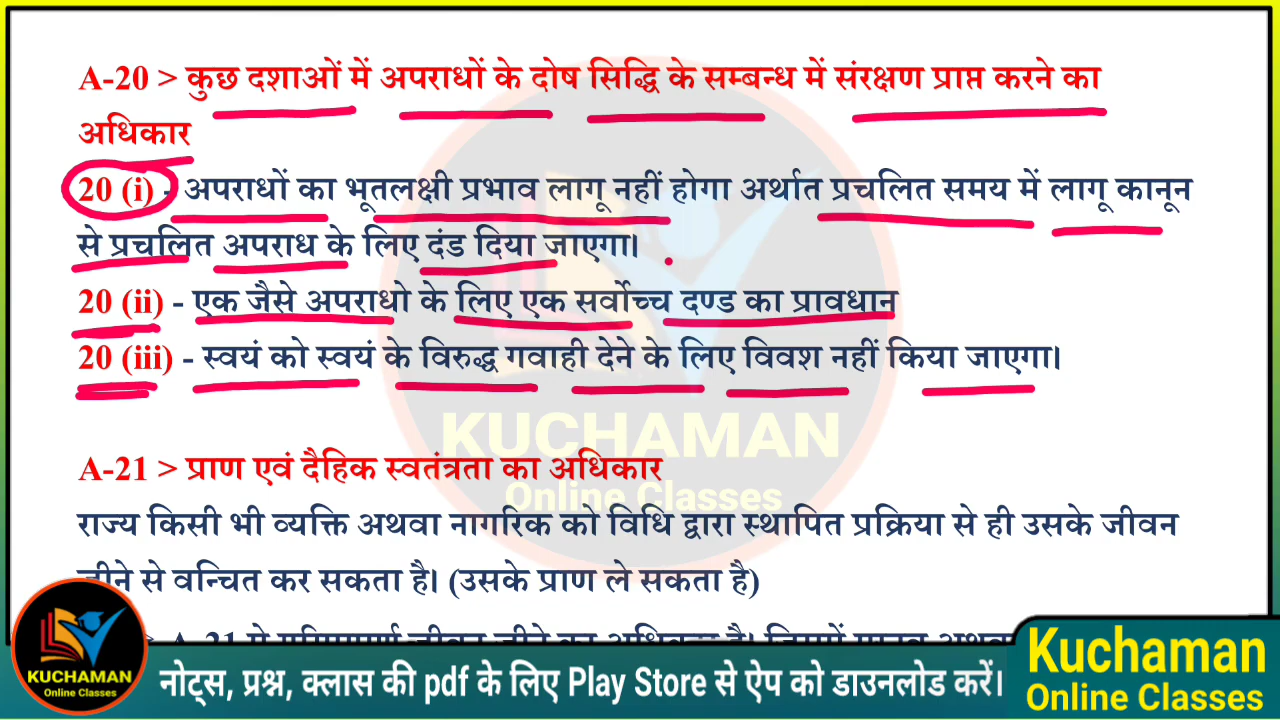 A-20 > कुछ दशाओं में अपराधों के दोष सिद्धि के सम्बन्ध में संरक्षण प्राप्त करने का
अधिकार
20 (i) - अपराधों का भूतलक्षी प्रभाव लागू नहीं होगा अर्थात प्रचलित समय में लागू कानून
से प्रचलित अपराध के लिए दंड दिया जाएगा।
20 (ii) - एक जैसे अपराधो के लिए एक सर्वोच्च दण्ड का प्रावधान
20 (iii) - स्वयं को स्वयं के विरुद्ध गवाही देने के लिए विवश नहीं किया जाएगा।
KUCHAMAN
Online Classes
A-21 > प्राण एवं दैहिक स्वतंत्रता का अधिकार
राज्य किसी भी व्यक्ति अथवा नागरिक को विधि द्वारा स्थापित प्रक्रिया से ही उसके जीवन
जीने से वन्चित कर सकता है। (उसके प्राण ले सकता है)
जीवन जीने का
KUCHAMAN
Online Classes
नोट्स, प्रश्न, क्लास की pdf के लिए Play Store से ऐप को डाउनलोड करें।
Kuchaman
Online Classes